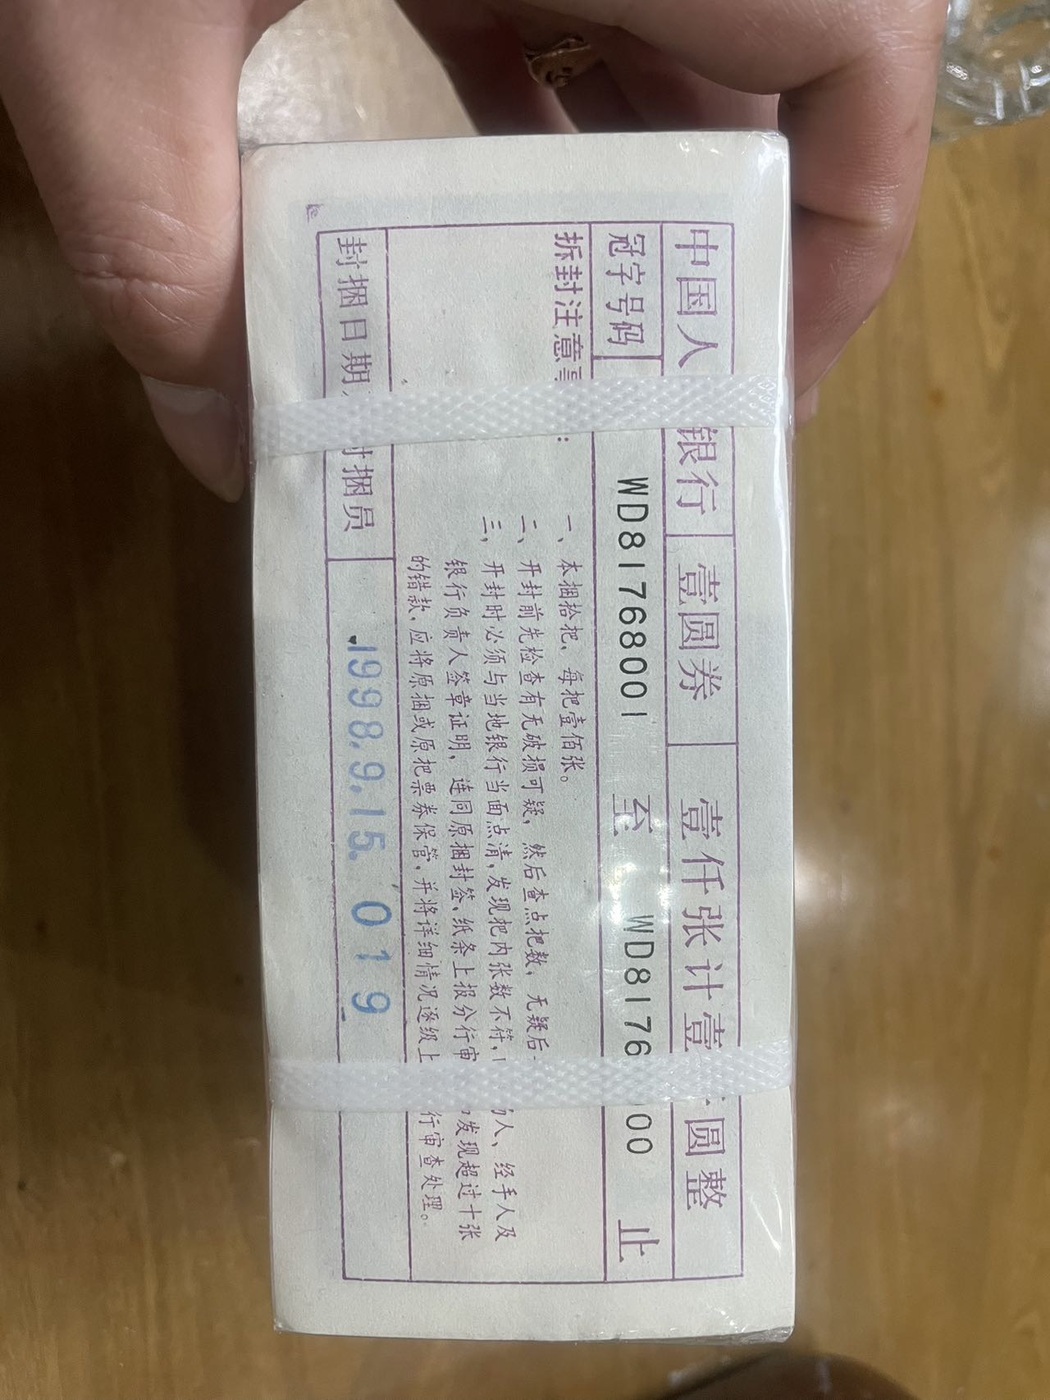 中国人 银行 壹圆券 壹仟张计壹 圆整
冠字号码 WD81768001 至 WD8176 00 止
拆封注意 :
一、本捆拾把、每把壹佰张。
二、开封前先检查有无破损可疑，然后查点把数，无疑后
三、开封时必须与当地银行当面点清，发现把内张数不符， 人、经手人及
银行负责人签章证明，连同原捆封签、纸条上报分行审 发现超过十张
的错款，应将原捆或原把票券保管，并将详细情况逐级上 行审查处理。
封捆日期 封捆员 1998.9.15. 019